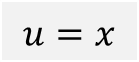 u = x